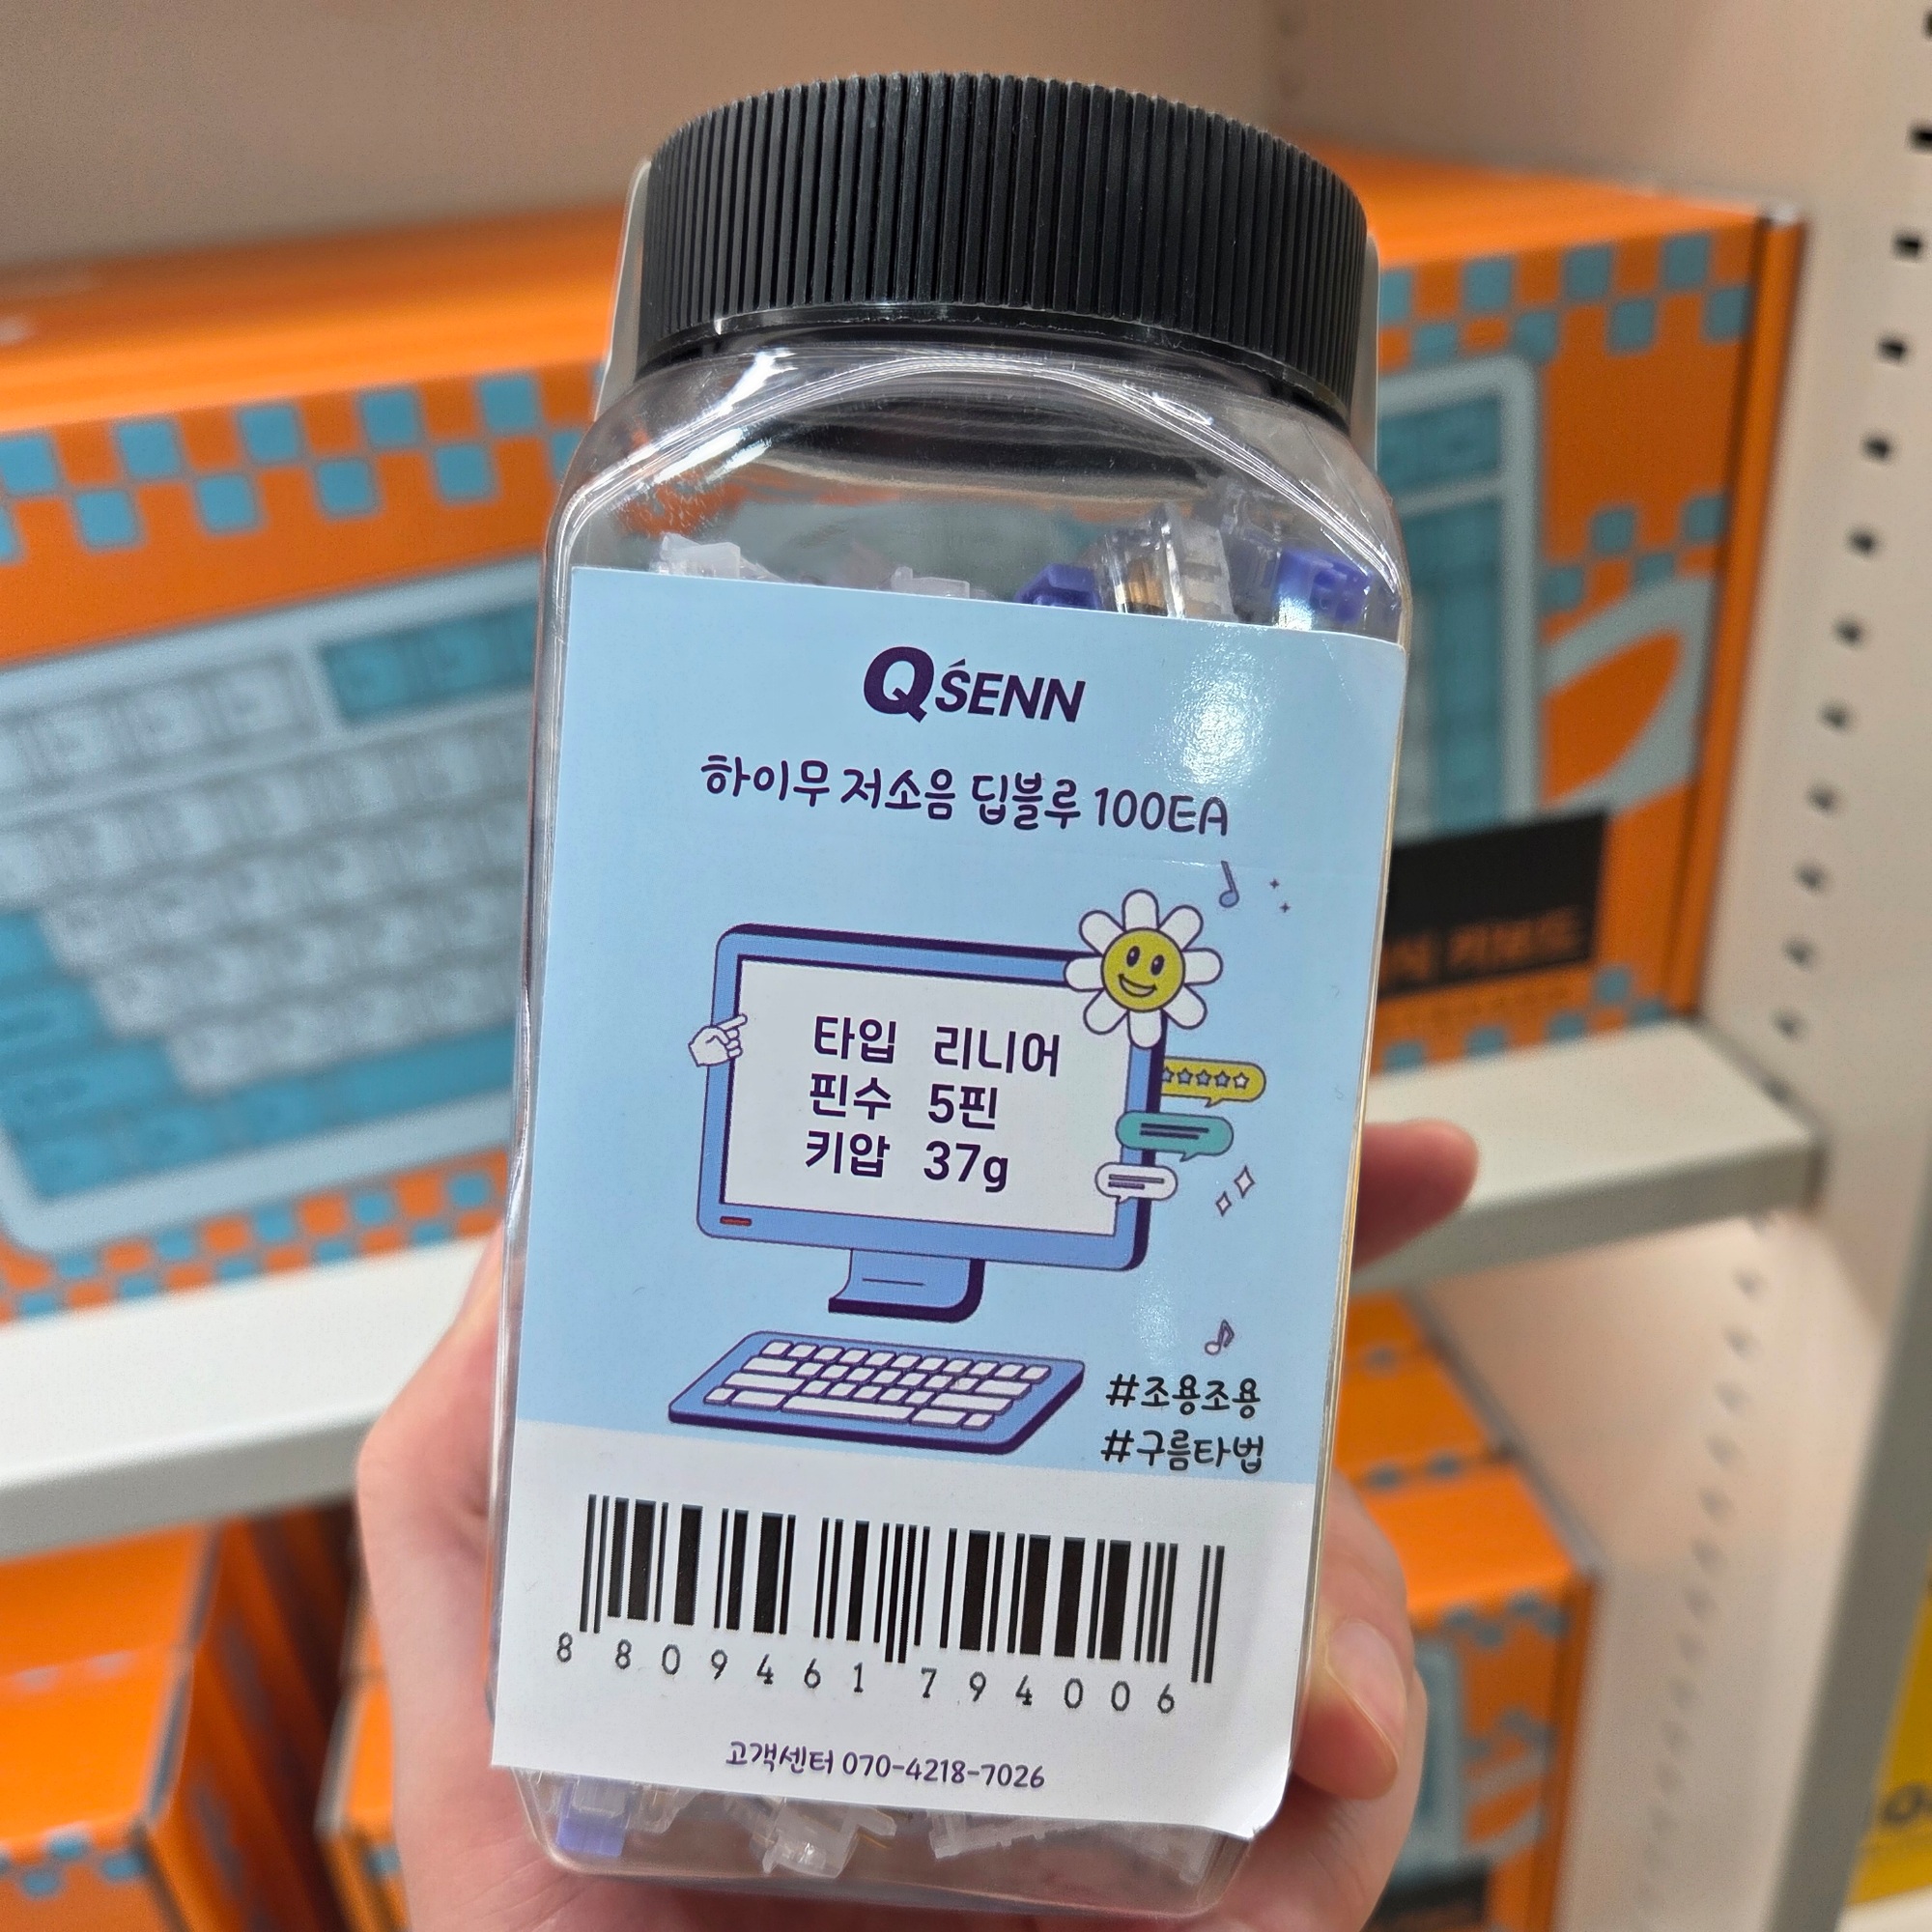 QSENN
하이무 저소음 딥블루 100EA
타입 리니어
핀수 5핀
키압 37g
#조용조용
#구름타법
8 809461 794006
고객센터 070-4218-7026